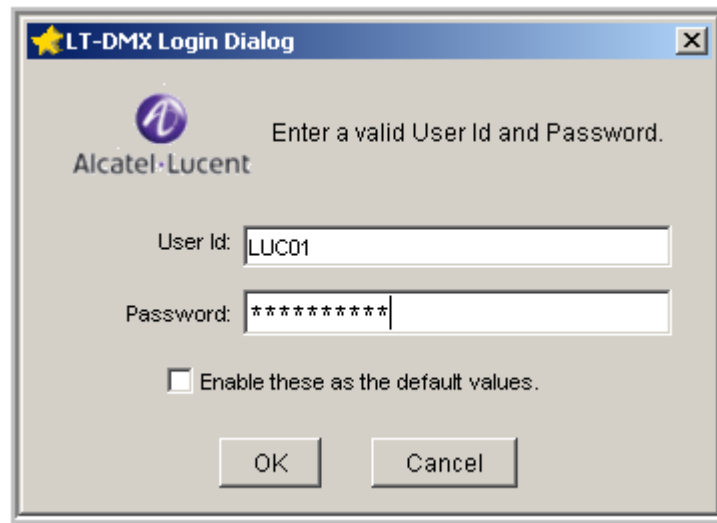 LT-DMX Login Dialog
Enter a valid User Id and Password.
Alcatel·Lucent
User Id: LUC01
Password: **********
Enable these as the default values.
OK Cancel